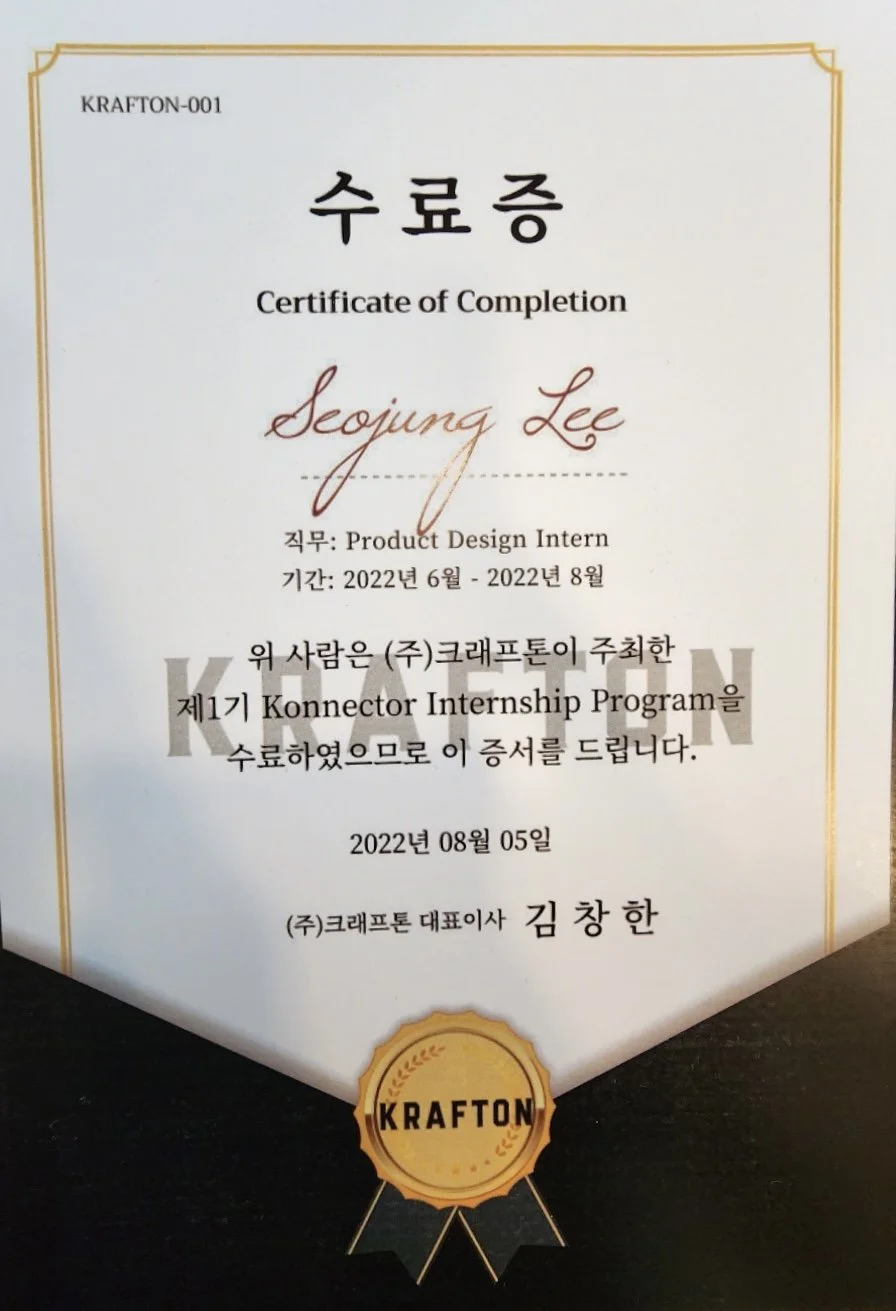 KRAFTON-001
수료증
Certificate of Completion
Seojung Lee
직무: Product Design Intern
기간: 2022년 6월 - 2022년 8월
KRAFTON
위 사람은 (주)크래프톤이 주최한
제1기 Konnector Internship Program을
수료하였으므로 이 증서를 드립니다.
2022년 08월 05일
(주)크래프톤 대표이사 김창한
KRAFTON